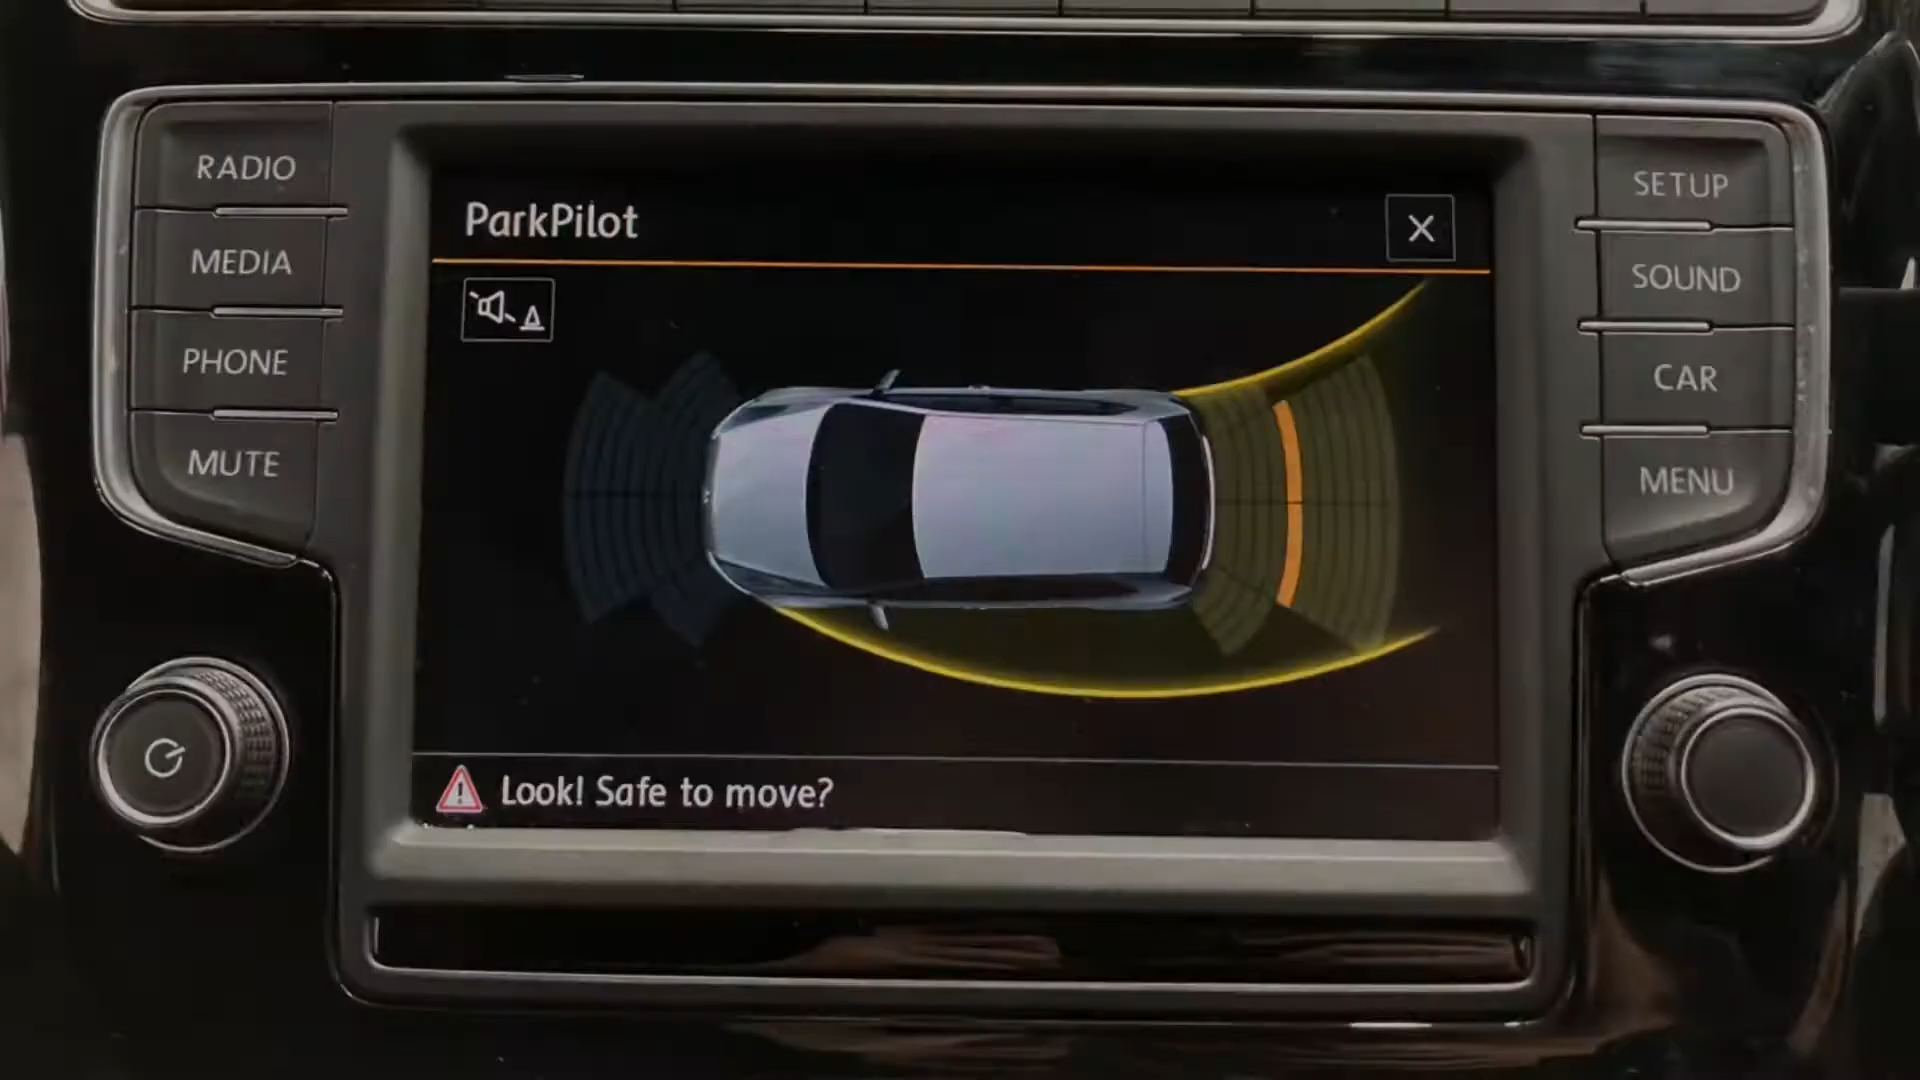 RADIO
MEDIA
PHONE
MUTE
ParkPilot
X
Look! Safe to move?
SETUP
SOUND
CAR
MENU